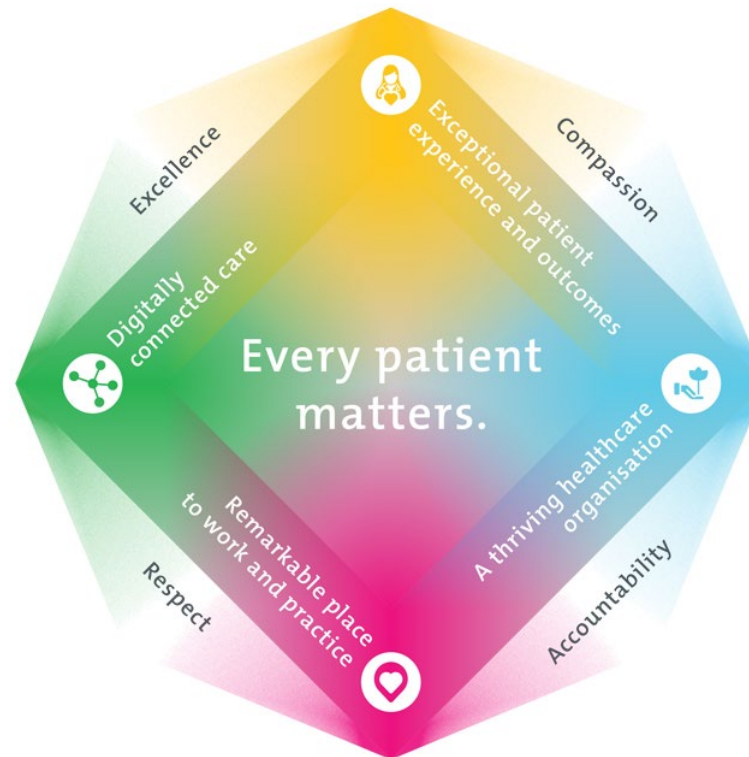 Excellence
Compassion
Exceptional patient
experience and outcomes
Digitally
connected care
Every patient
matters.
A thriving healthcare
organisation
Remarkable place
to work and practice
Respect
Accountability